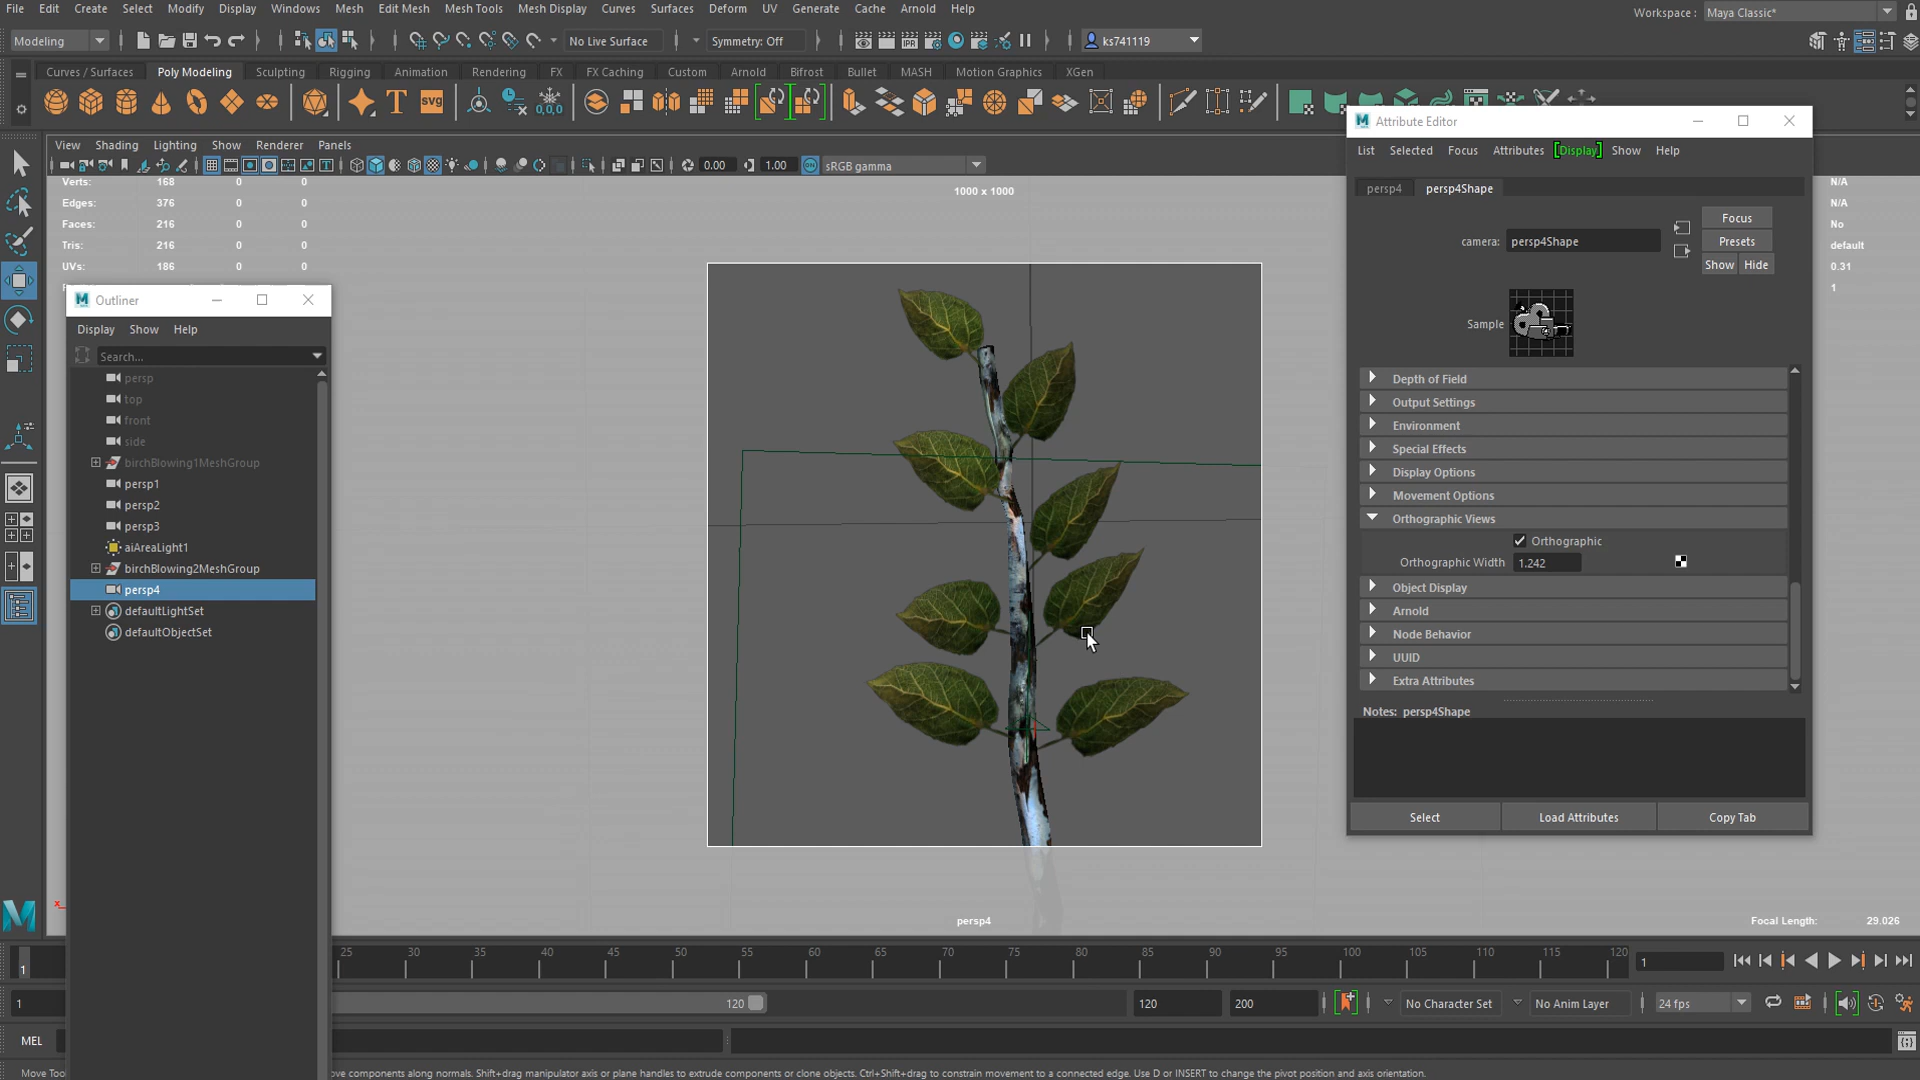 File Edit Create Select Modify Display Windows Mesh Edit Mesh Mesh Tools Mesh Display Curves Surfaces Deform UV Generate Cache Arnold Help
Workspace : Maya Classic*
Modeling No Live Surface Symmetry: Off IPR ks741119
Curves / Surfaces Poly Modeling Sculpting Rigging Animation Rendering FX FX Caching Custom Arnold Bifrost Bullet MASH Motion Graphics XGen
T SVG 0,0,0
View Shading Lighting Show Renderer Panels
0.00 1.00 ON sRGB gamma
Verts: 168 0 0
Edges: 376 0 0
Faces: 216 0 0
Tris: 216 0 0
UVs: 186 0 0
1000 x 1000
N/A
N/A
No
default
0.31
1
Outliner
Display Show Help
Search...
persp
top
front
side
birchBlowing1MeshGroup
persp1
persp2
persp3
aiAreaLight1
birchBlowing2MeshGroup
persp4
defaultLightSet
defaultObjectSet
persp4
Focal Length: 29.026
Attribute Editor
List Selected Focus Attributes Display Show Help
persp4 persp4Shape
camera: persp4Shape
Focus
Presets
Show Hide
Sample
Depth of Field
Output Settings
Environment
Special Effects
Display Options
Movement Options
Orthographic Views
Orthographic
Orthographic Width 1.242
Object Display
Arnold
Node Behavior
UUID
Extra Attributes
Notes: persp4Shape
Select Load Attributes Copy Tab
1 25 30 35 40 45 50 55 60 65 70 75 80 85 90 95 100 105 110 115 120 1
1 120 120 200 No Character Set No Anim Layer 24 fps
MEL
Move Too ve components along normals. Shift+drag manipulator axis or plane handles to extrude components or clone objects. Ctrl+Shift+drag to constrain movement to a connected edge. Use D or INSERT to change the pivot position and axis orientation.